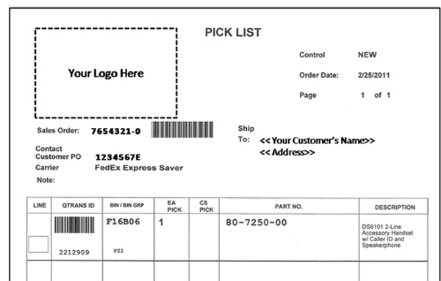 PICK LIST
Your Logo Here
Control NEW
Order Date: 2/25/2011
Page 1 of 1
Sales Order: 7654321-0
Ship
To: << Your Customer's Name>>
<< Address>>
Contact
Customer PO 1234567E
Carrier FedEx Express Saver
Note:
LINE QTRANS ID BIN / BIN GRP EA PICK CS PICK PART NO. DESCRIPTION
F16B06 1 80-7250-00
DS6101 2-Line
Accessory Handset
w/ Caller ID and
Speakerphone
2212909 PS1